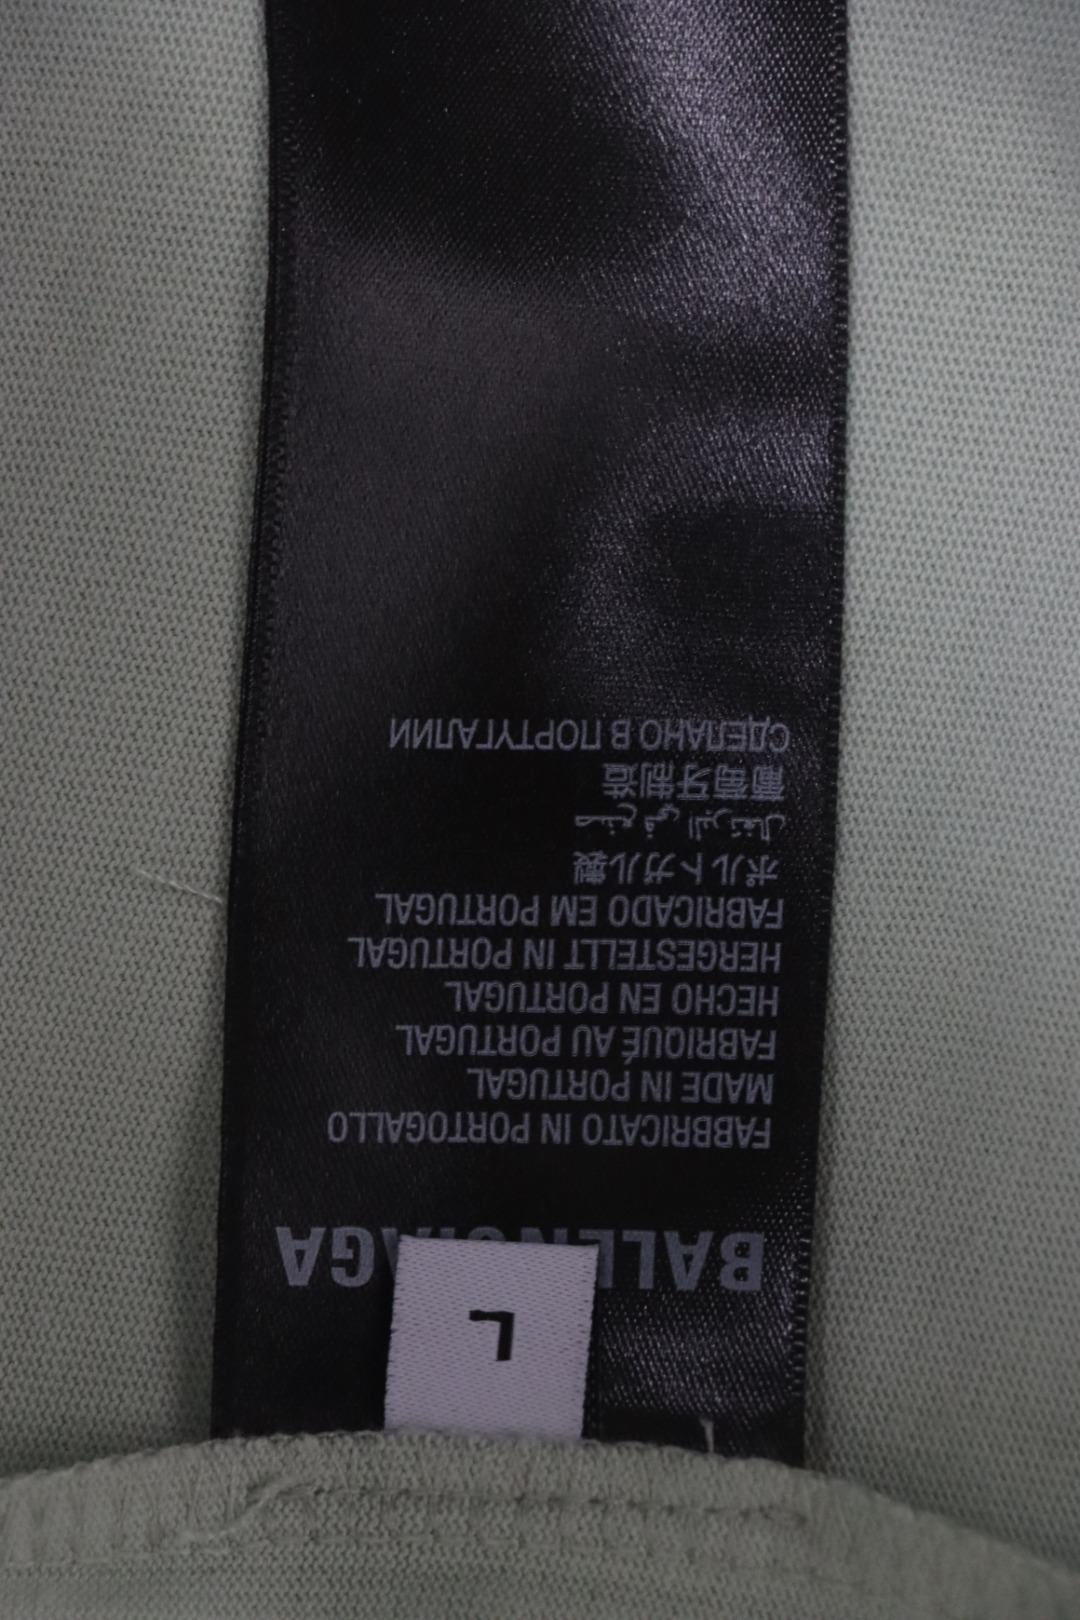 L
BALENCIAGA
FABBRICATO IN PORTOGALLO
MADE IN PORTUGAL
FABRIQUÉ AU PORTUGAL
HECHO EN PORTUGAL
HERGESTELLT IN PORTUGAL
FABRICADO EM PORTUGAL
ポルトガル製
صنع في البرتغال
葡萄牙制造
СДЕЛАНО В ПОРТУГАЛИИ